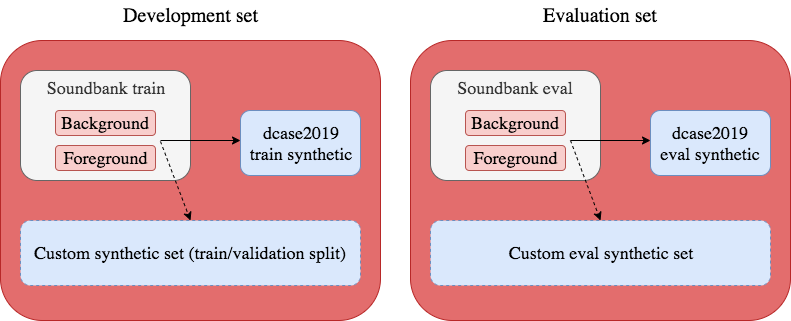 Development set
Soundbank train
Background
Foreground
dcase2019
train synthetic
Custom synthetic set (train/validation split)
Evaluation set
Soundbank eval
Background
Foreground
dcase2019
eval synthetic
Custom eval synthetic set